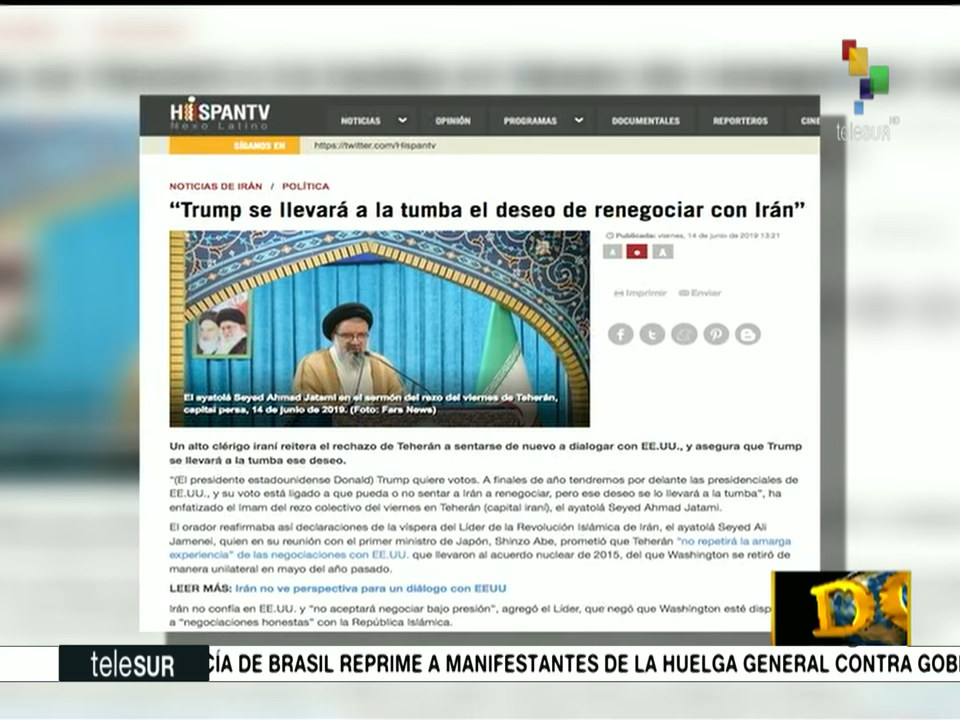 HISPANTV
Nexo Latino
NOTICIAS OPINIÓN PROGRAMAS DOCUMENTALES REPORTEROS CINE
SÍGANOS EN https://twitter.com/Hispantv
teleSUR HD
NOTICIAS DE IRÁN / POLÍTICA
“Trump se llevará a la tumba el deseo de renegociar con Irán”
Publicada: viernes, 14 de junio de 2019 13:21
A A
Imprimir Enviar
El ayatolá Seyed Ahmad Jatami en el sermón del rezo del viernes de Teherán,
capital persa, 14 de junio de 2019. (Foto: Fars News)
Un alto clérigo iraní reitera el rechazo de Teherán a sentarse de nuevo a dialogar con EE.UU., y asegura que Trump
se llevará a la tumba ese deseo.
“(El presidente estadounidense Donald) Trump quiere votos. A finales de año tendremos por delante las presidenciales de
EE.UU., y su voto está ligado a que pueda o no sentar a Irán a renegociar, pero ese deseo se lo llevará a la tumba”, ha
enfatizado el Imam del rezo colectivo del viernes en Teherán (capital iraní), el ayatolá Seyed Ahmad Jatami.
El orador reafirmaba así declaraciones de la víspera del Líder de la Revolución Islámica de Irán, el ayatolá Seyed Ali
Jamenei, quien en su reunión con el primer ministro de Japón, Shinzo Abe, prometió que Teherán “no repetirá la amarga
experiencia” de las negociaciones con EE.UU. que llevaron al acuerdo nuclear de 2015, del que Washington se retiró de
manera unilateral en mayo del año pasado.
LEER MÁS: Irán no ve perspectiva para un diálogo con EEUU
Irán no confía en EE.UU. y “no aceptará negociar bajo presión”, agregó el Líder, que negó que Washington esté disp
a “negociaciones honestas” con la República Islámica.
teleSUR CÍA DE BRASIL REPRIME A MANIFESTANTES DE LA HUELGA GENERAL CONTRA GOB